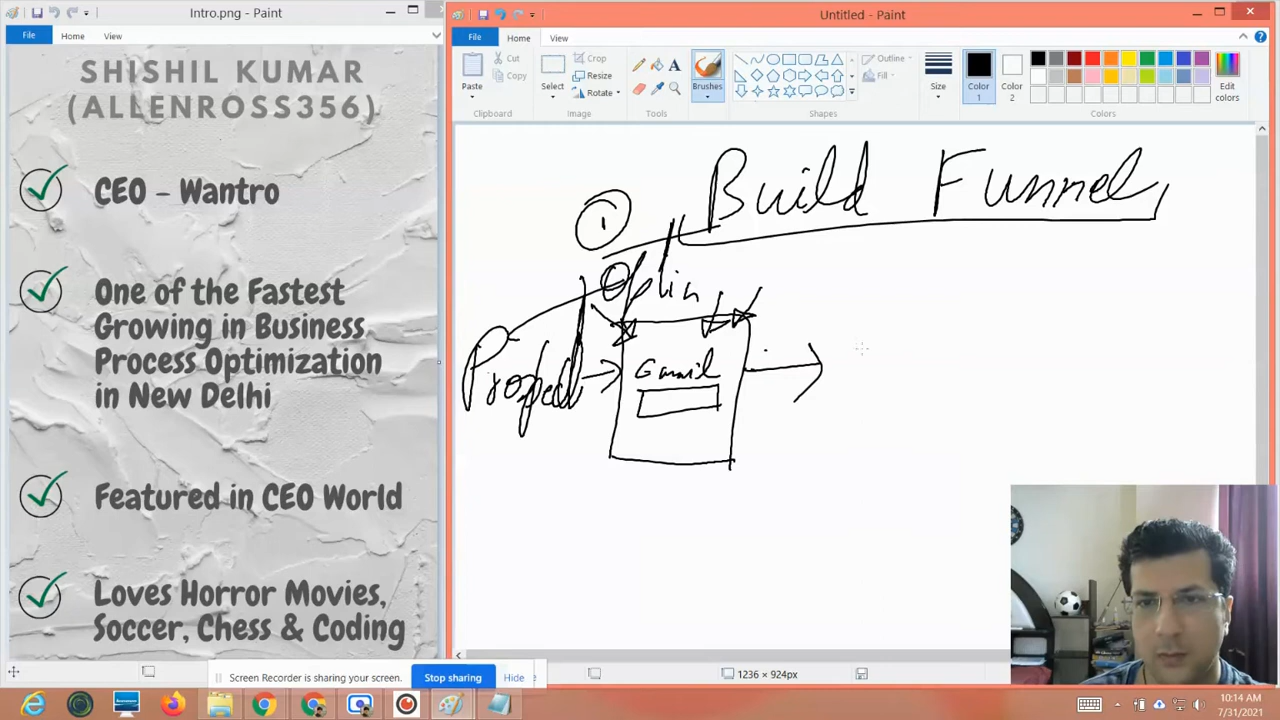 Intro.png - Paint
File Home View
SHISHIL KUMAR
(ALLENROSS356)
CEO - Wantro
One of the Fastest
Growing in Business
Process Optimization
in New Delhi
Featured in CEO World
Loves Horror Movies,
Soccer, Chess & Coding
Untitled - Paint
File Home View
Paste
Cut
Copy
Clipboard
Select
Crop
Resize
Rotate
Image
Tools
Brushes
Outline
Fill
Shapes
Size
Color 1
Color 2
Edit colors
Colors
Build Funnel
1
Optin
Gmail
1236 × 924px
Screen Recorder is sharing your screen.
Stop sharing
Hide
10:14 AM
7/31/2021